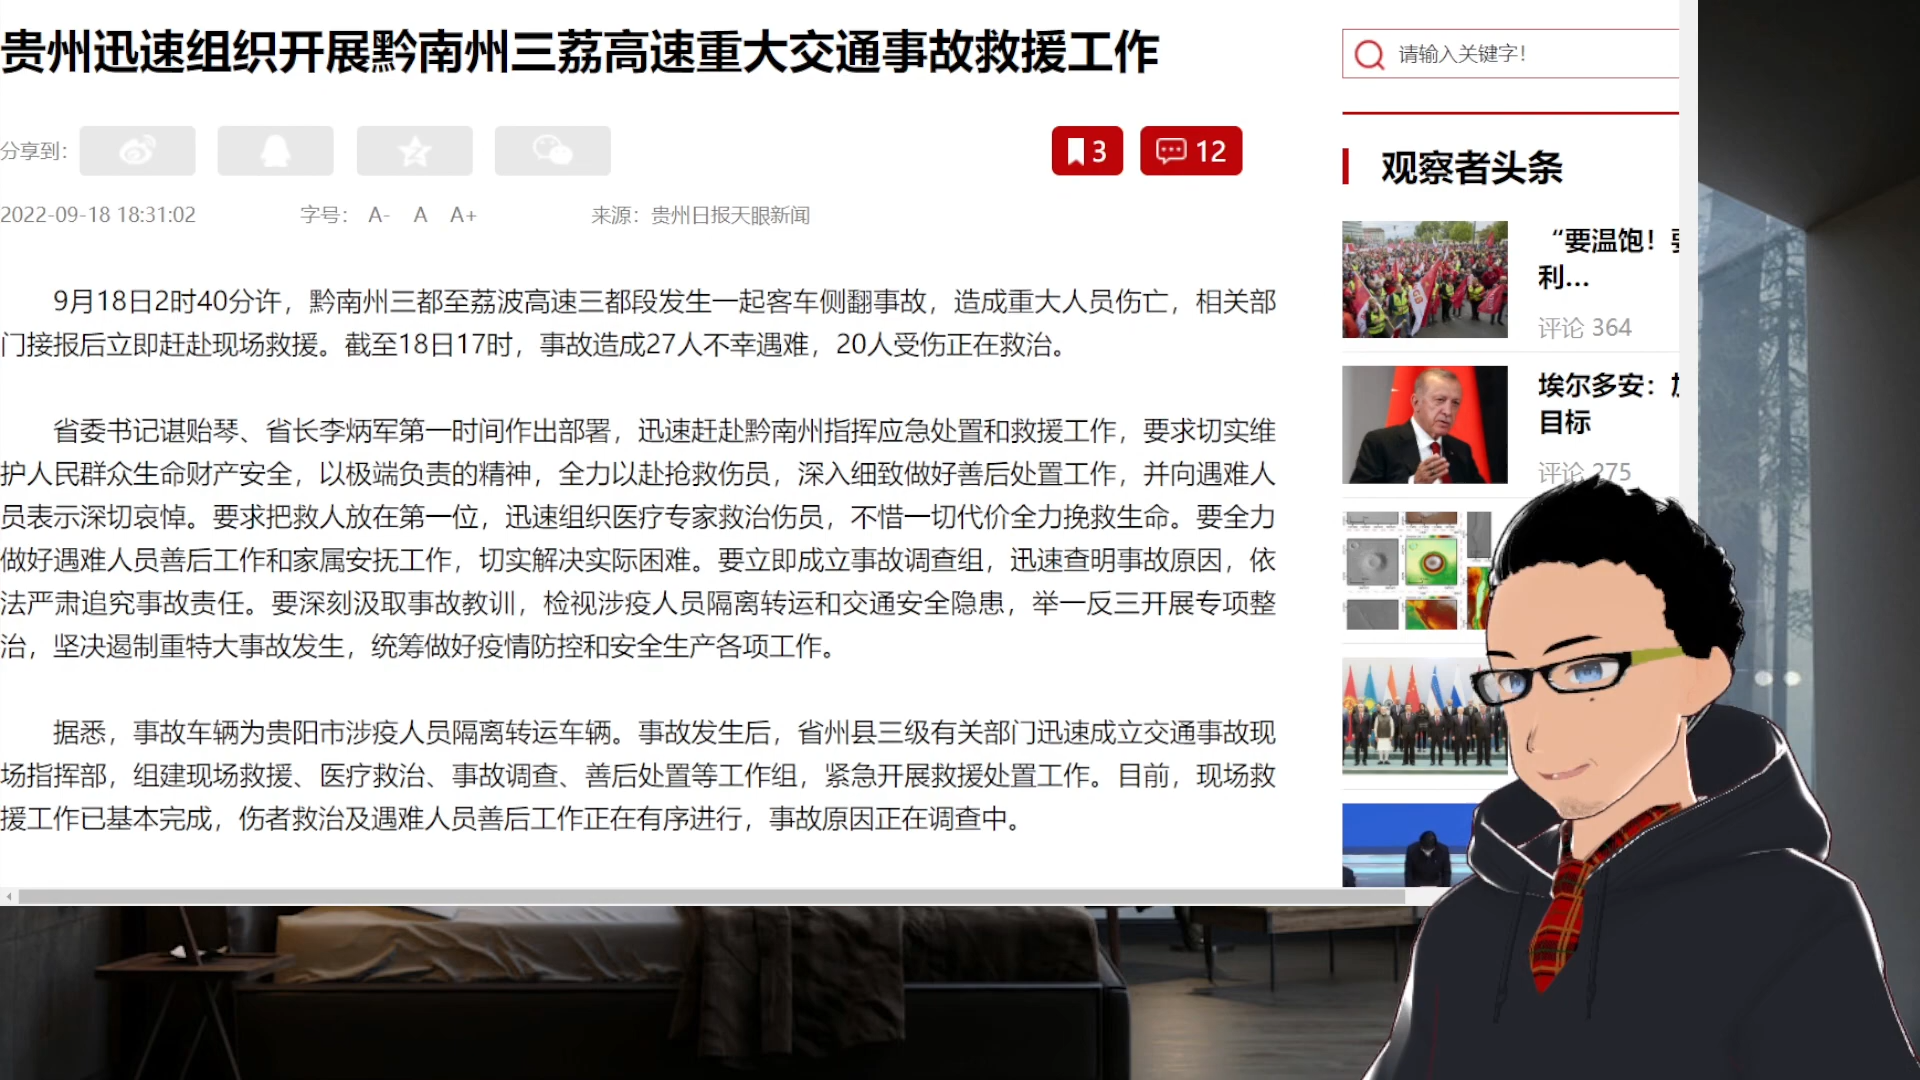 贵州迅速组织开展黔南州三荔高速重大交通事故救援工作
分享到：
3
12
2022-09-18 18:31:02
字号： A- A A+
来源：贵州日报天眼新闻
9月18日2时40分许，黔南州三都至荔波高速三都段发生一起客车侧翻事故，造成重大人员伤亡，相关部
门接报后立即赶赴现场救援。截至18日17时，事故造成27人不幸遇难，20人受伤正在救治。
省委书记谌贻琴、省长李炳军第一时间作出部署，迅速赶赴黔南州指挥应急处置和救援工作，要求切实维
护人民群众生命财产安全，以极端负责的精神，全力以赴抢救伤员，深入细致做好善后处置工作，并向遇难人
员表示深切哀悼。要求把救人放在第一位，迅速组织医疗专家救治伤员，不惜一切代价全力挽救生命。要全力
做好遇难人员善后工作和家属安抚工作，切实解决实际困难。要立即成立事故调查组，迅速查明事故原因，依
法严肃追究事故责任。要深刻汲取事故教训，检视涉疫人员隔离转运和交通安全隐患，举一反三开展专项整
治，坚决遏制重特大事故发生，统筹做好疫情防控和安全生产各项工作。
据悉，事故车辆为贵阳市涉疫人员隔离转运车辆。事故发生后，省州县三级有关部门迅速成立交通事故现
场指挥部，组建现场救援、医疗救治、事故调查、善后处置等工作组，紧急开展救援处置工作。目前，现场救
援工作已基本完成，伤者救治及遇难人员善后工作正在有序进行，事故原因正在调查中。
请输入关键字！
观察者头条
“要温饱！
利...
评论 364
埃尔多安：
目标
评论 275